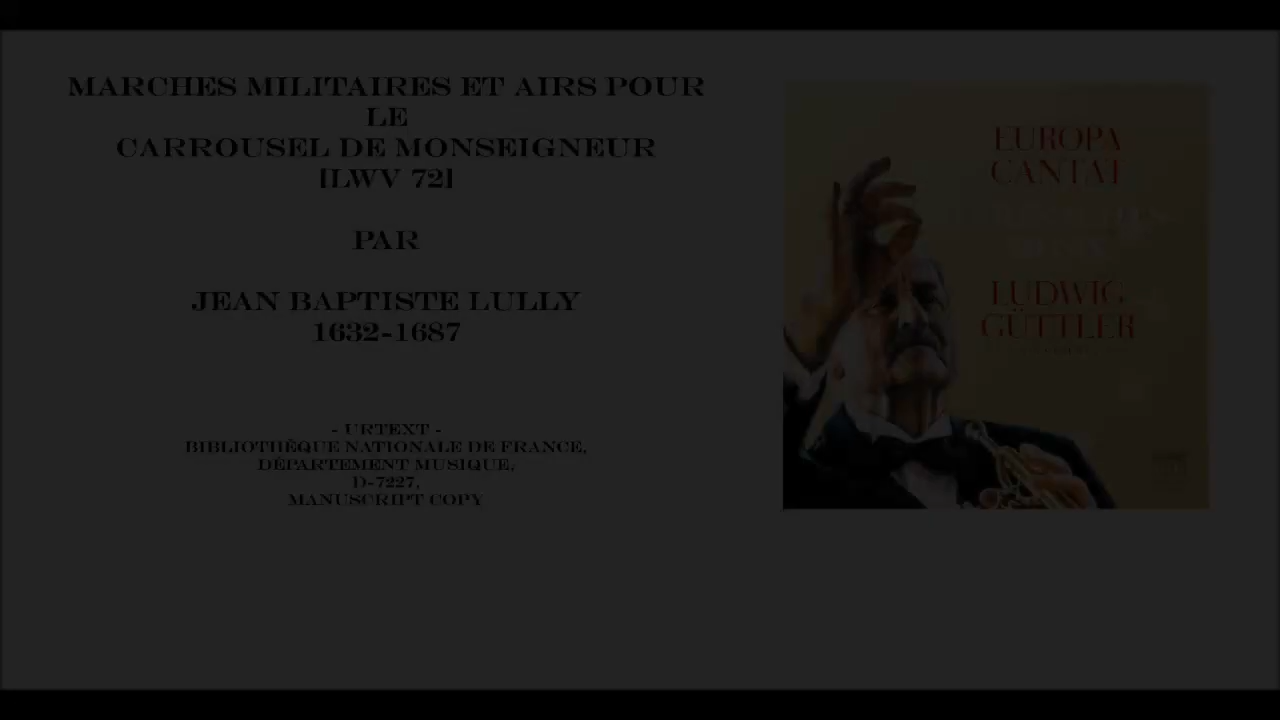 MARCHES MILITAIRES ET AIRS POUR
LE
CARROUSEL DE MONSEIGNEUR
[LWV 72]
PAR
JEAN BAPTISTE LULLY
1632-1687
- URTEXT -
BIBLIOTHÈQUE NATIONALE DE FRANCE,
DÉPARTEMENT MUSIQUE,
D-7227,
MANUSCRIPT COPY
EUROPA
CANTAT
LUDWIG
GÜTTLER